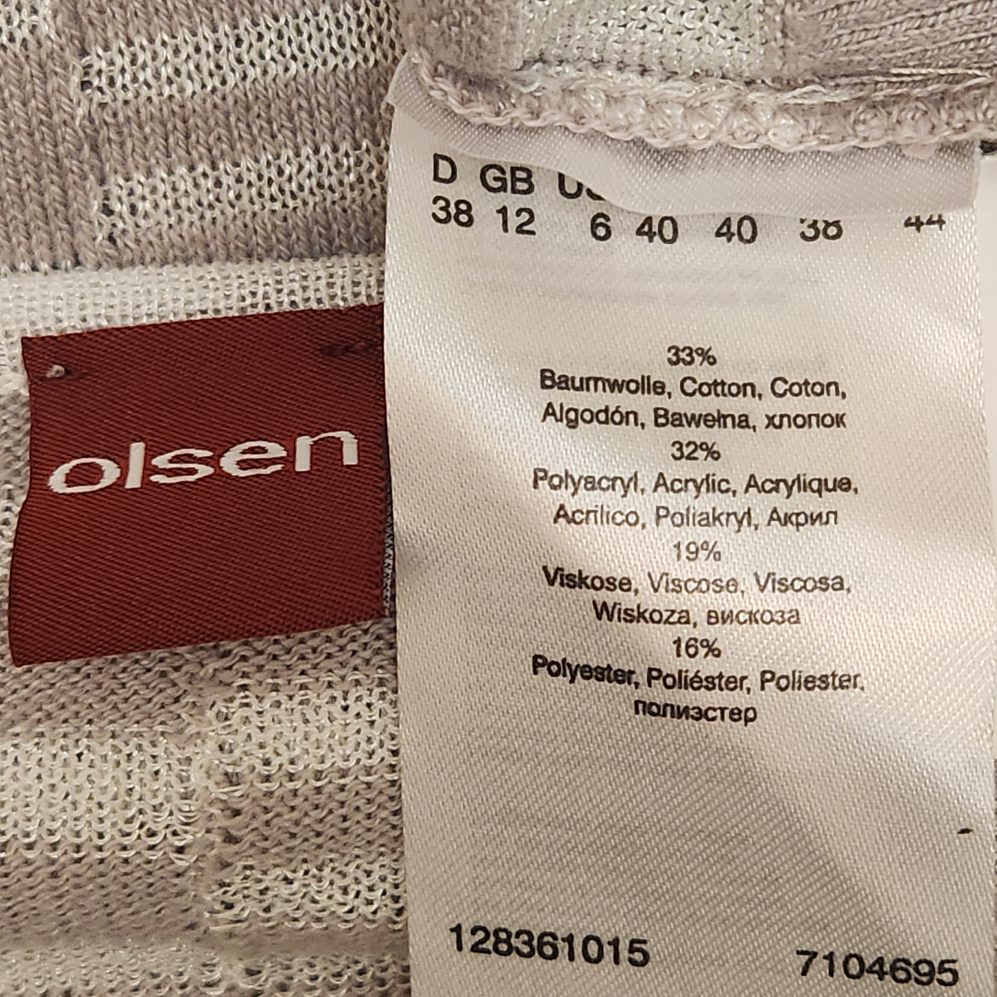 olsen
D GB
38 12 6 40 40 38 44
33%
Baumwolle, Cotton, Coton,
Algodón, Bawełna, хлопок
32%
Polyacryl, Acrylic, Acrylique,
Acrílico, Poliakryl, Акрил
19%
Viskose, Viscose, Viscosa,
Wiskoza, вискоза
16%
Polyester, Poliéster, Poliester,
полиэстер
128361015 7104695